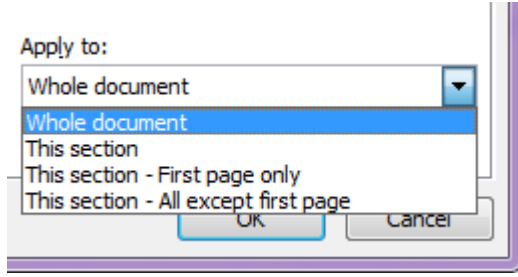 Apply to:
Whole document
Whole document
This section
This section - First page only
This section - All except first page
OK
Cancel